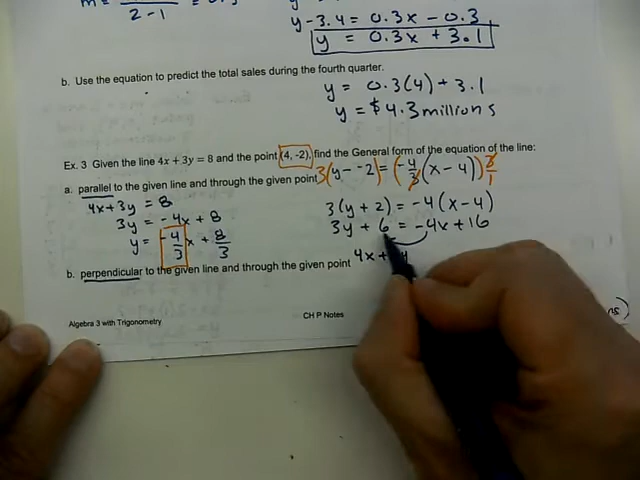 2 - 1
y - 3.4 = 0.3x - 0.3
y = 0.3x + 3.1
b. Use the equation to predict the total sales during the fourth quarter.
y = 0.3(4) + 3.1
y = $4.3 millions
Ex. 3 Given the line 4x + 3y = 8 and the point (4, -2), find the General form of the equation of the line:
a. parallel to the given line and through the given point
3(y - -2) = (-4/3(x - 4))3/1
4x + 3y = 8
3y = -4x + 8
y = -4/3 x + 8/3
3(y + 2) = -4(x - 4)
3y + 6 = -4x + 16
4x +
b. perpendicular to the given line and through the given point
Algebra 3 with Trigonometry
CH P Notes